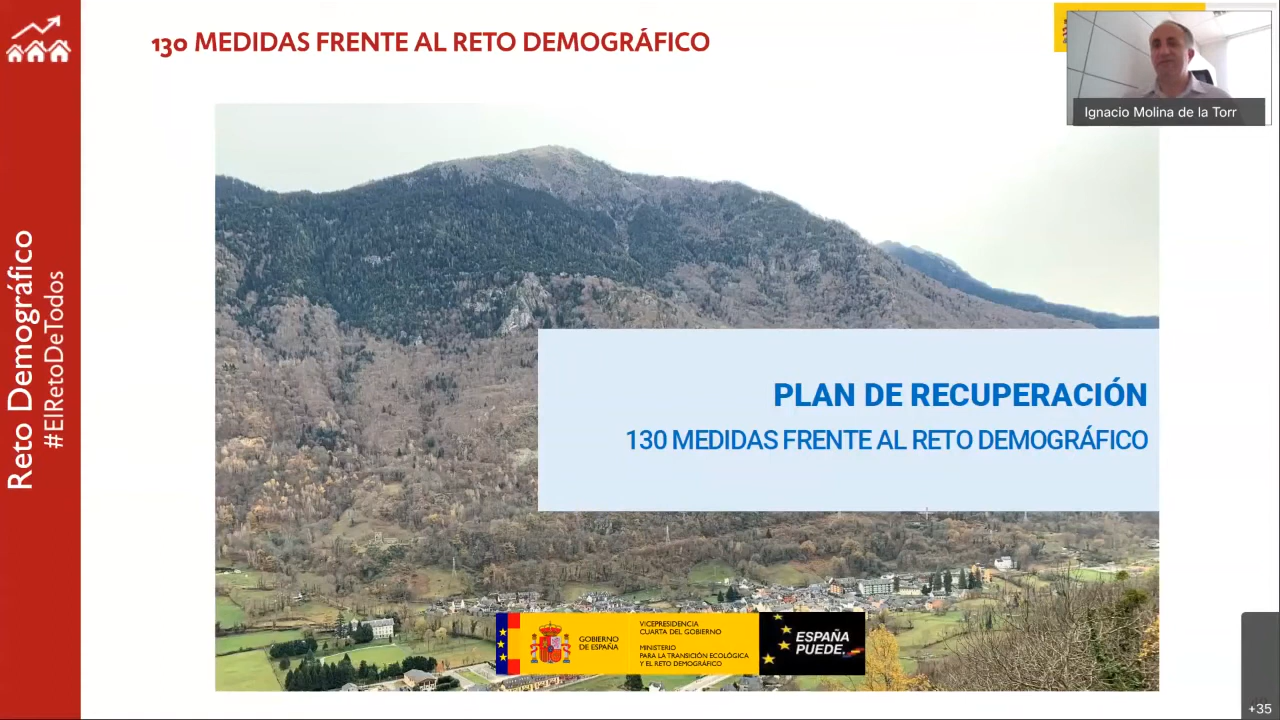 130 MEDIDAS FRENTE AL RETO DEMOGRÁFICO
Ignacio Molina de la Torr
Reto Demográfico
#ElRetoDeTodos
PLAN DE RECUPERACIÓN
130 MEDIDAS FRENTE AL RETO DEMOGRÁFICO
GOBIERNO
DE ESPAÑA
VICEPRESIDENCIA
CUARTA DEL GOBIERNO
MINISTERIO
PARA LA TRANSICIÓN ECOLÓGICA
Y EL RETO DEMOGRÁFICO
ESPAÑA
PUEDE.
+35